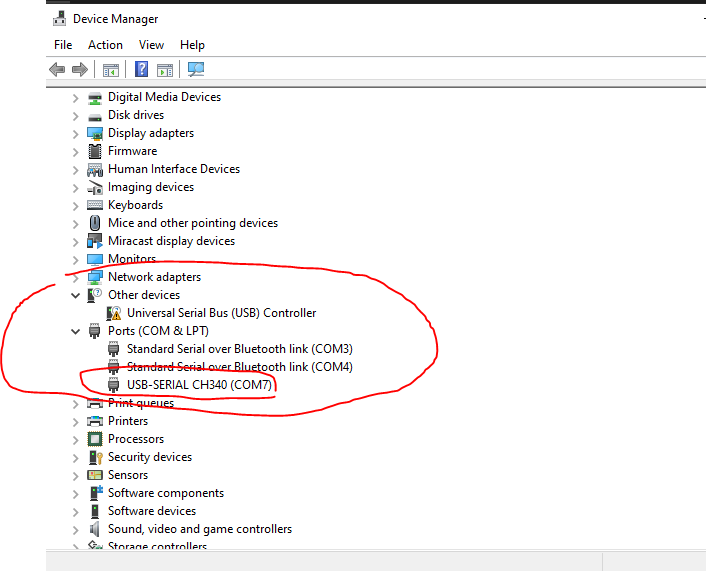 Device Manager
File Action View Help
Digital Media Devices
Disk drives
Display adapters
Firmware
Human Interface Devices
Imaging devices
Keyboards
Mice and other pointing devices
Miracast display devices
Monitors
Network adapters
Other devices
Universal Serial Bus (USB) Controller
Ports (COM & LPT)
Standard Serial over Bluetooth link (COM3)
Standard Serial over Bluetooth link (COM4)
USB-SERIAL CH340 (COM7)
Print queues
Printers
Processors
Security devices
Sensors
Software components
Software devices
Sound, video and game controllers
Storage controllers